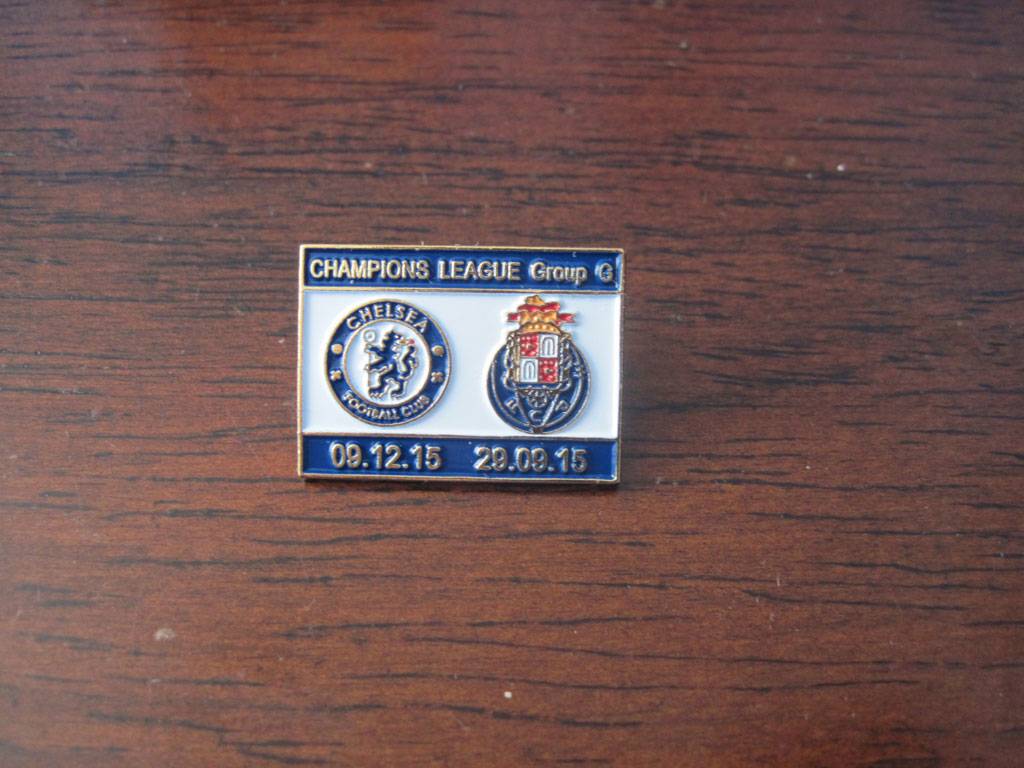 CHAMPIONS LEAGUE Group G
CHELSEA
FOOTBALL CLUB
F C P
09.12.15 29.09.15